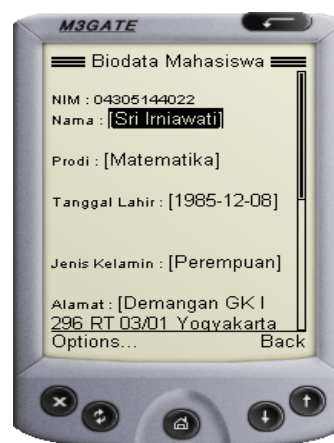 M3GATE
Biodata Mahasiswa
NIM : 04305144022
Nama : [Sri Irniawati]
Prodi : [Matematika]
Tanggal Lahir : [1985-12-08]
Jenis Kelamin : [Perempuan]
Alamat : [Demangan GK I
296 RT 03/01 Yogyakarta
Options... Back